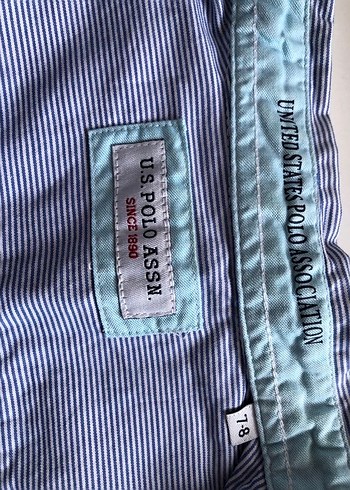 UNITED STATES POLO ASSOCIATION
U.S. POLO ASSN.
SINCE 1890
7-8